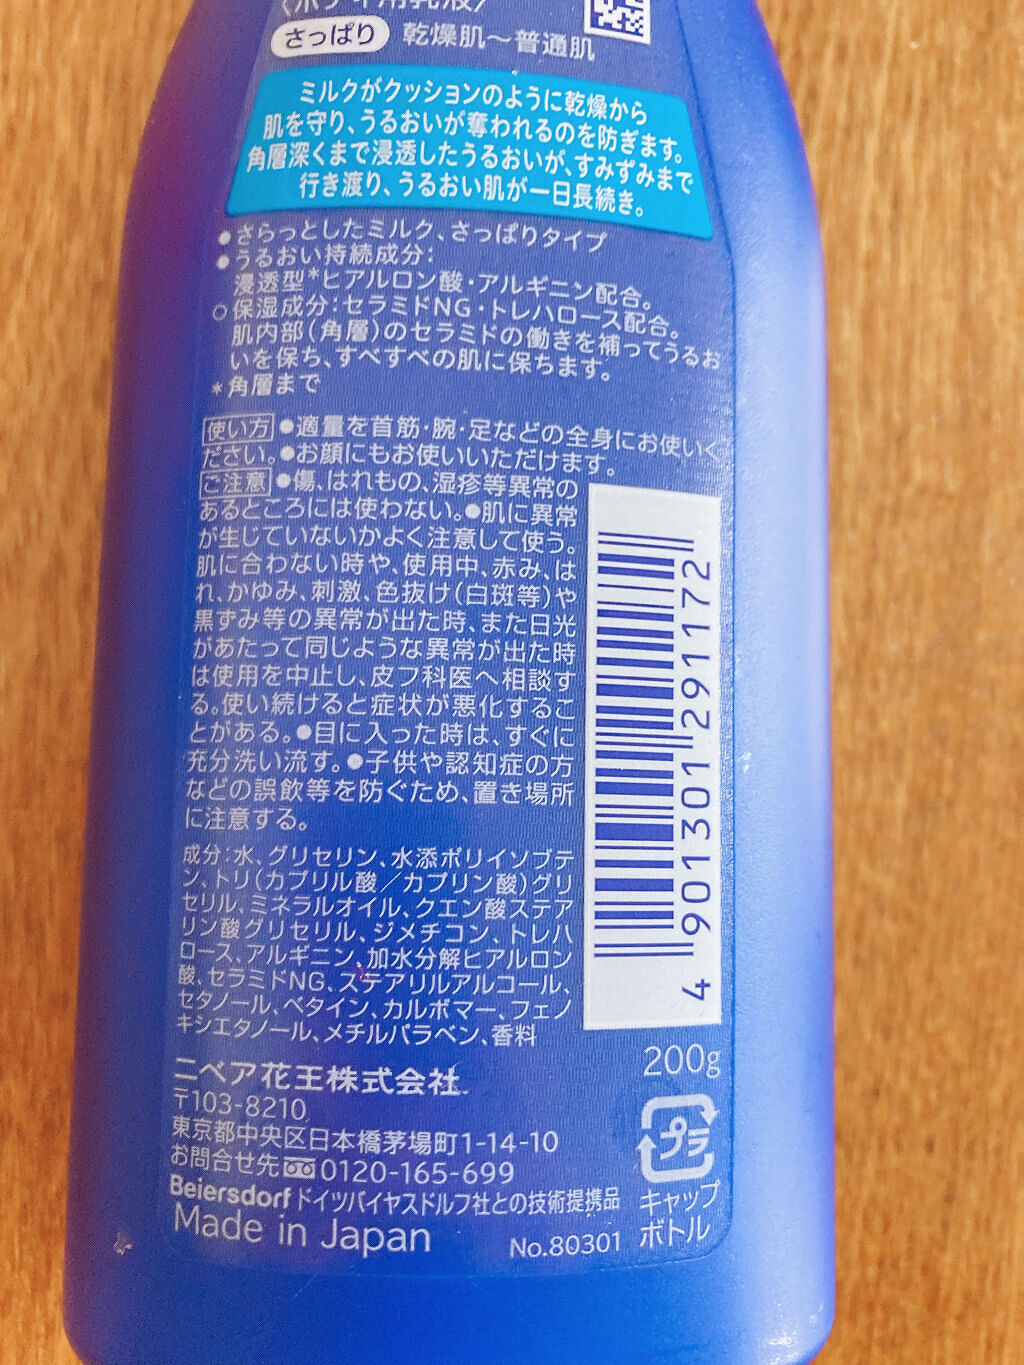 〈ボディ用乳液〉
さっぱり 乾燥肌～普通肌
ミルクがクッションのように乾燥から
肌を守り、うるおいが奪われるのを防ぎます。
角層深くまで浸透したうるおいが、すみずみまで
行き渡り、うるおい肌が一日長続き。
●さらっとしたミルク、さっぱりタイプ
●うるおい持続成分：
浸透型*ヒアルロン酸・アルギニン配合。
○保湿成分：セラミドNG・トレハロース配合。
肌内部（角層）のセラミドの働きを補ってうるお
いを保ち、すべすべの肌に保ちます。
*角層まで
使い方 ●適量を首筋・腕・足などの全身にお使いく
ださい。●お顔にもお使いいただけます。
ご注意 ●傷、はれもの、湿疹等異常の
あるところには使わない。●肌に異常
が生じていないかよく注意して使う。
肌に合わない時や、使用中、赤み、は
れ、かゆみ、刺激、色抜け（白斑等）や
黒ずみ等の異常が出た時、また日光
があたって同じような異常が出た時
は使用を中止し、皮フ科医へ相談す
る。使い続けると症状が悪化するこ
とがある。●目に入った時は、すぐに
充分洗い流す。●子供や認知症の方
などの誤飲等を防ぐため、置き場所
に注意する。
成分：水、グリセリン、水添ポリイソブテ
ン、トリ（カプリル酸／カプリン酸）グリ
セリル、ミネラルオイル、クエン酸ステア
リン酸グリセリル、ジメチコン、トレハ
ロース、アルギニン、加水分解ヒアルロン
酸、セラミドNG、ステアリルアルコール、
セタノール、ベタイン、カルボマー、フェノ
キシエタノール、メチルパラベン、香料
4 901301 291172
200g
ニベア花王株式会社
〒103-8210
東京都中央区日本橋茅場町1-14-10
お問合せ先 0120-165-699
Beiersdorf ドイツバイヤスドルフ社との技術提携品
Made in Japan
No.80301
プラ
キャップ
ボトル